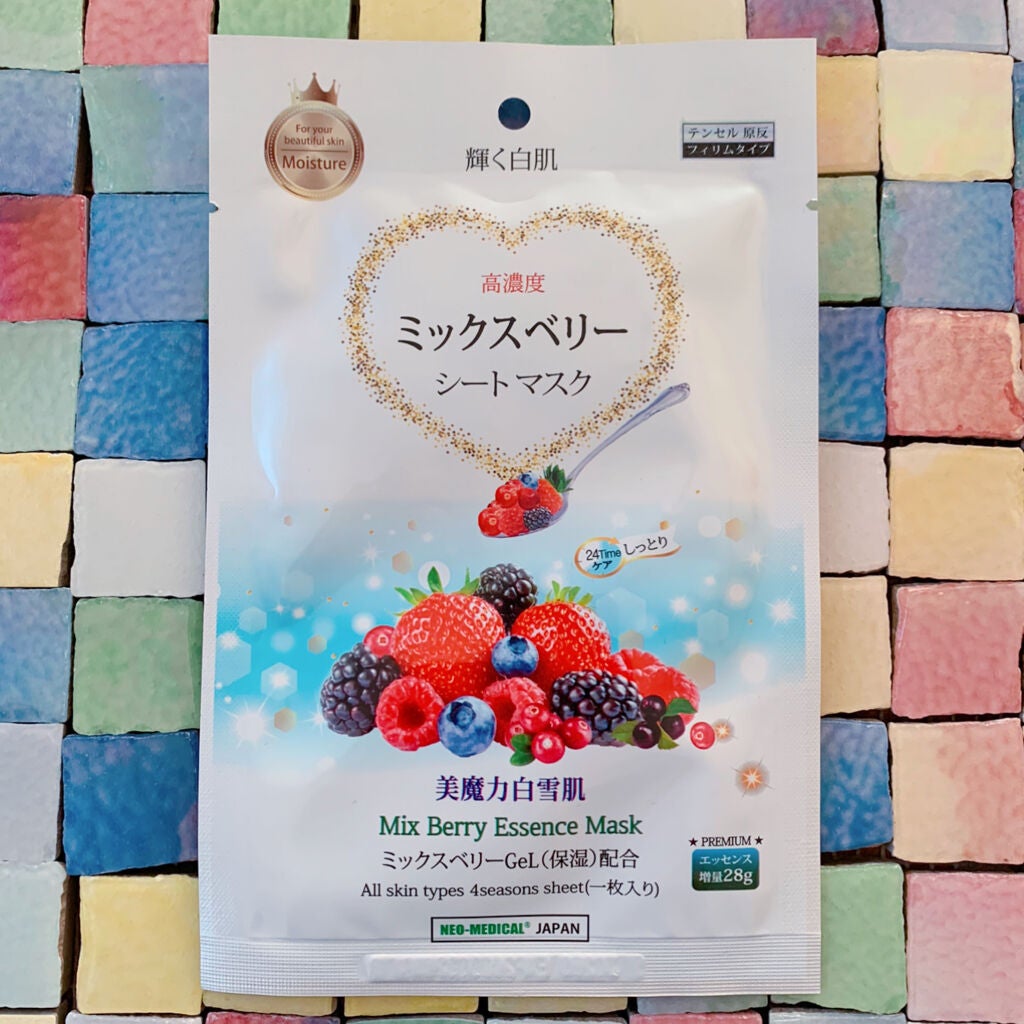 For your
beautiful skin
Moisture
輝く白肌
テンセル 原反
フィリムタイプ
高濃度
ミックスベリー
シートマスク
24Time
ケア
しっとり
美魔力白雪肌
Mix Berry Essence Mask
ミックスベリーGeL(保湿)配合
All skin types 4seasons sheet(一枚入り)
★ PREMIUM ★
エッセンス
増量28g
NEO-MEDICAL® JAPAN